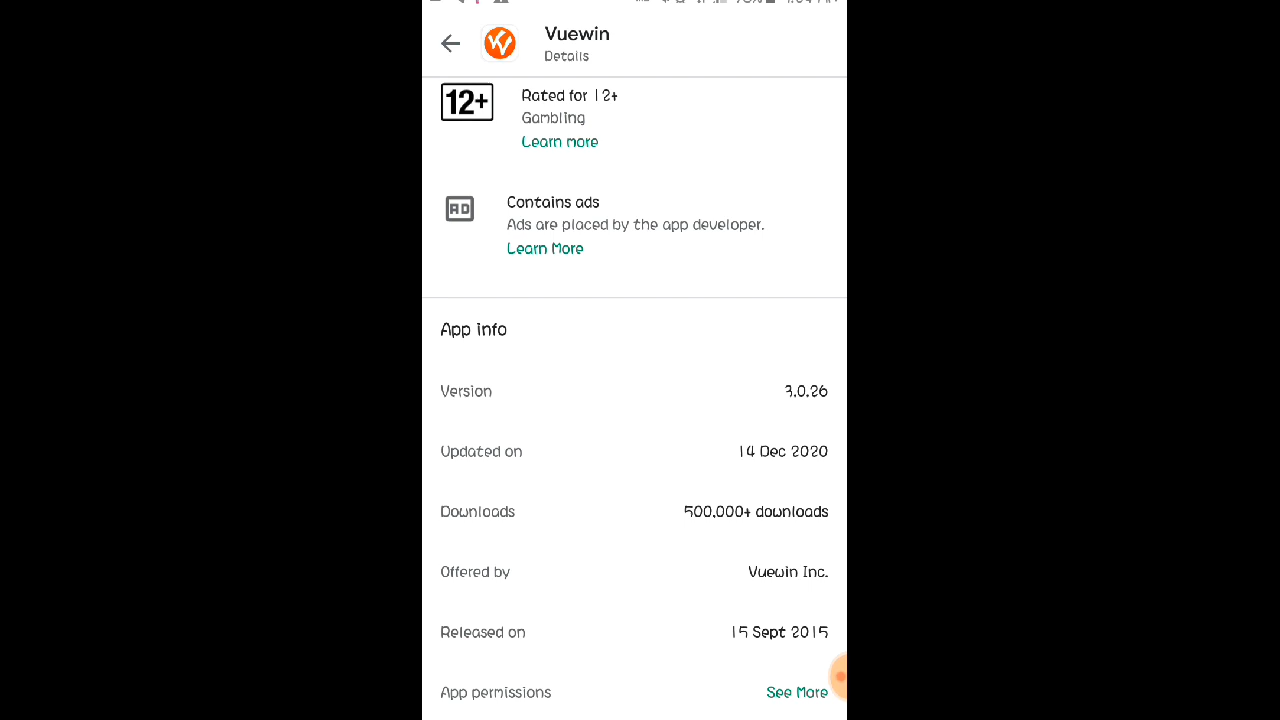 Vuewin
Details
12+
Rated for 12+
Gambling
Learn more
AD
Contains ads
Ads are placed by the app developer.
Learn More
App info
Version 3.0.26
Updated on 14 Dec 2020
Downloads 500,000+ downloads
Offered by Vuewin Inc.
Released on 15 Sept 2015
App permissions See More